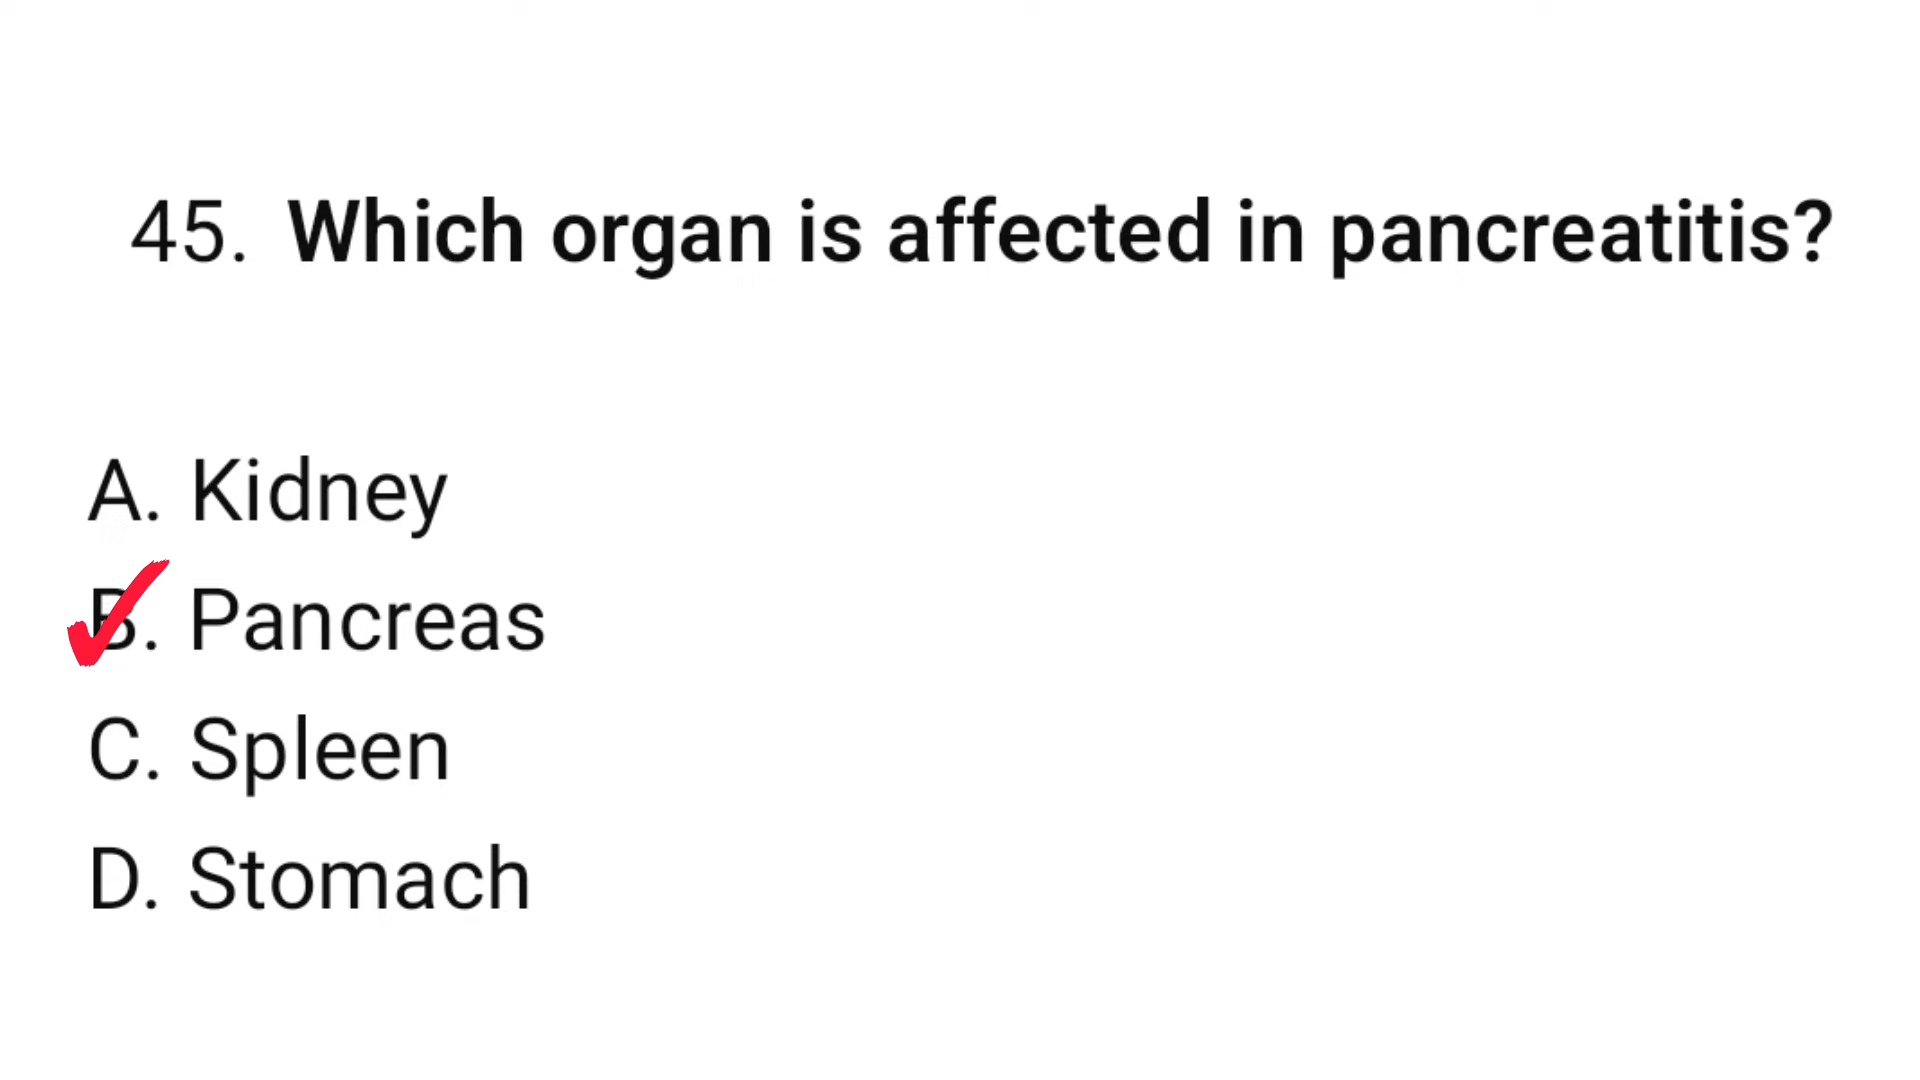 45. Which organ is affected in pancreatitis?
A. Kidney
B. Pancreas
C. Spleen
D. Stomach